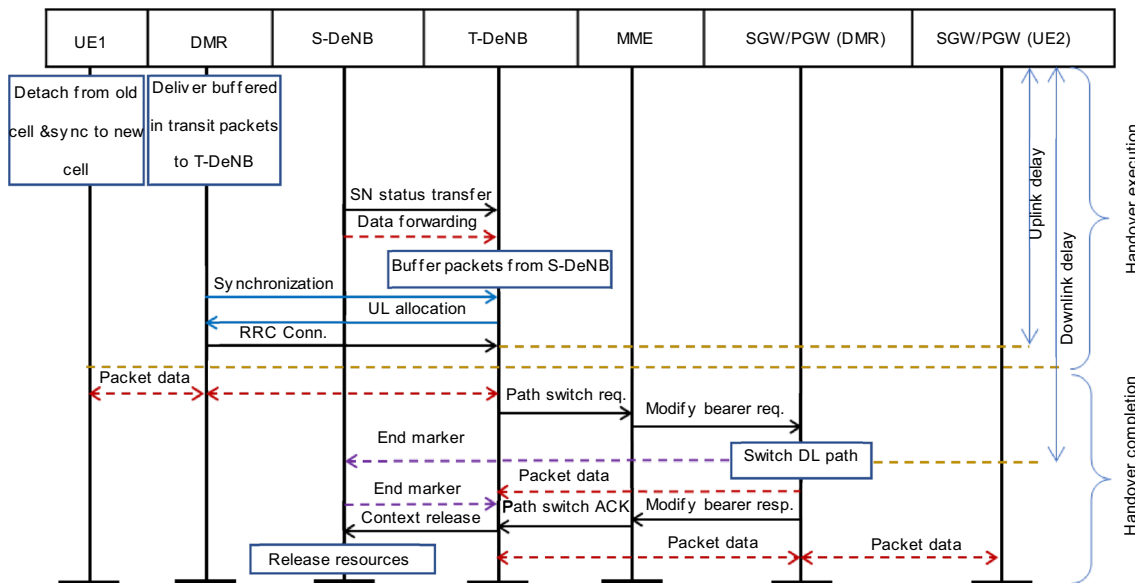 UE1
DMR
S-DeNB
T-DeNB
MME
SGW/PGW (DMR)
SGW/PGW (UE2)
Detach from old
cell &sync to new
cell
Deliver buffered
in transit packets
to T-DeNB
SN status transfer
Data forwarding
Buffer packets from S-DeNB
Synchronization
UL allocation
RRC Conn.
Uplink delay
Downlink delay
Handover execution
Packet data
Path switch req.
Modify bearer req.
End marker
Switch DL path
Packet data
End marker
Path switch ACK
Modify bearer resp.
Context release
Release resources
Packet data
Packet data
Handover completion